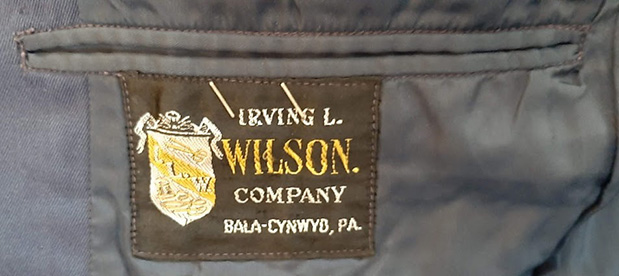 IRVING L.
WILSON.
COMPANY
BALA-CYNWYD, PA.